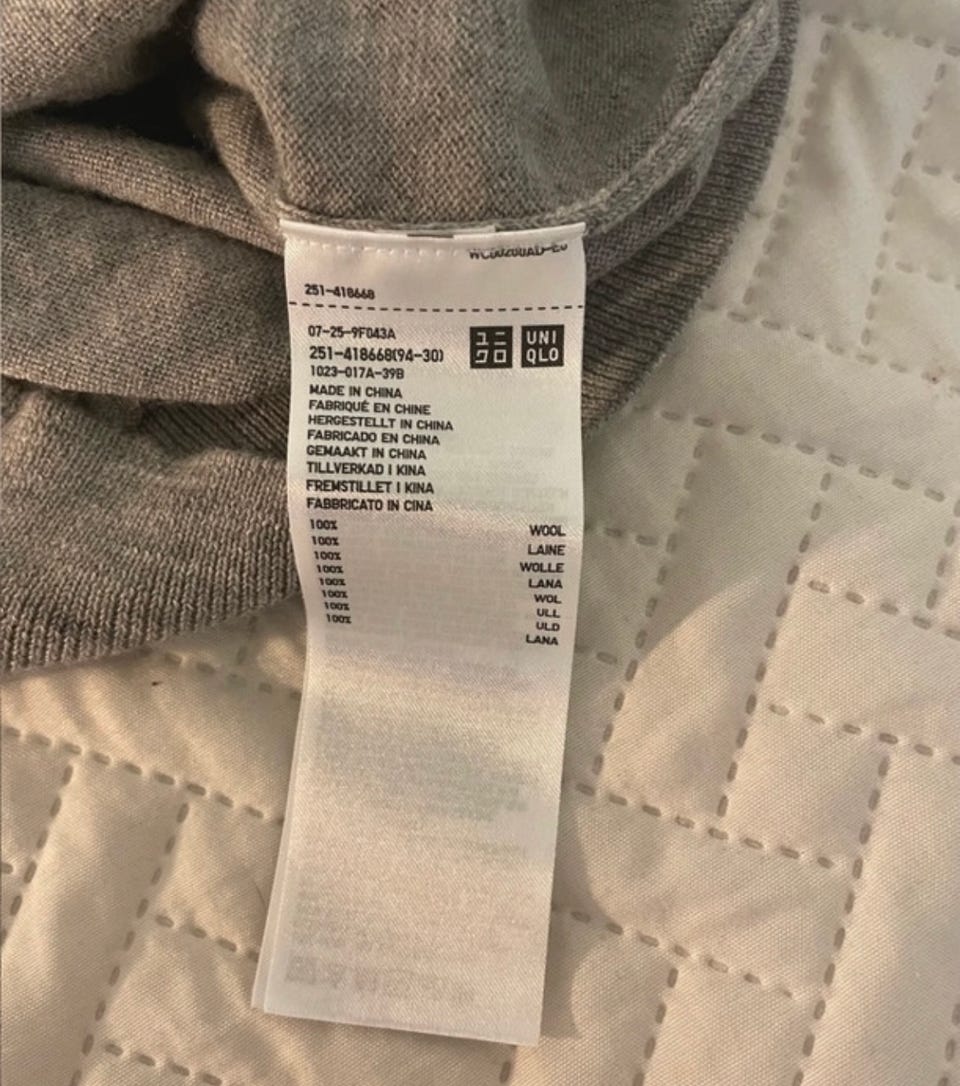 251-418668
07-25-9F043A
251-418668(94-30)
1023-017A-39B
ユニ
クロ
UNI
QLO
MADE IN CHINA
FABRIQUÉ EN CHINE
HERGESTELLT IN CHINA
FABRICADO EN CHINA
GEMAAKT IN CHINA
TILLVERKAD I KINA
FREMSTILLET I KINA
FABBRICATO IN CINA
100% WOOL
100% LAINE
100% WOLLE
100% LANA
100% WOL
100% ULL
100% ULD
100% LANA